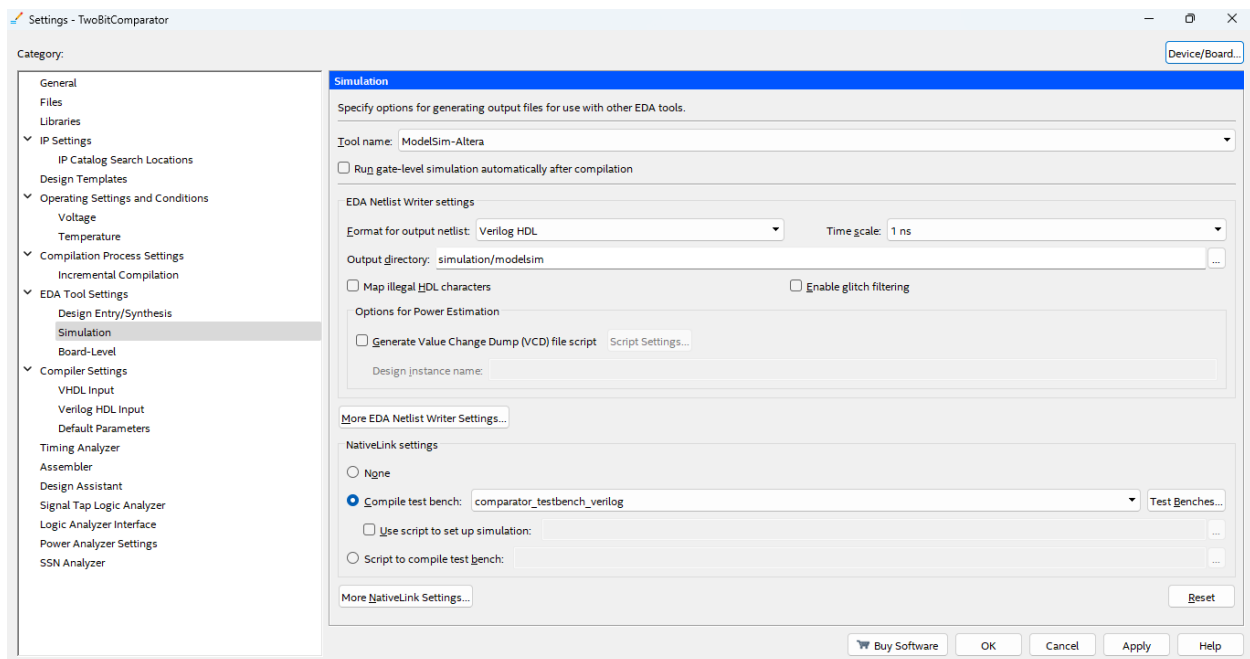 Settings - TwoBitComparator
Category:
Device/Board...
General
Files
Libraries
IP Settings
IP Catalog Search Locations
Design Templates
Operating Settings and Conditions
Voltage
Temperature
Compilation Process Settings
Incremental Compilation
EDA Tool Settings
Design Entry/Synthesis
Simulation
Board-Level
Compiler Settings
VHDL Input
Verilog HDL Input
Default Parameters
Timing Analyzer
Assembler
Design Assistant
Signal Tap Logic Analyzer
Logic Analyzer Interface
Power Analyzer Settings
SSN Analyzer
Simulation
Specify options for generating output files for use with other EDA tools.
Tool name: ModelSim-Altera
Run gate-level simulation automatically after compilation
EDA Netlist Writer settings
Format for output netlist: Verilog HDL Time scale: 1 ns
Output directory: simulation/modelsim ...
Map illegal HDL characters Enable glitch filtering
Options for Power Estimation
Generate Value Change Dump (VCD) file script Script Settings...
Design instance name:
More EDA Netlist Writer Settings...
NativeLink settings
None
Compile test bench: comparator_testbench_verilog Test Benches...
Use script to set up simulation: ...
Script to compile test bench: ...
More NativeLink Settings... Reset
Buy Software OK Cancel Apply Help